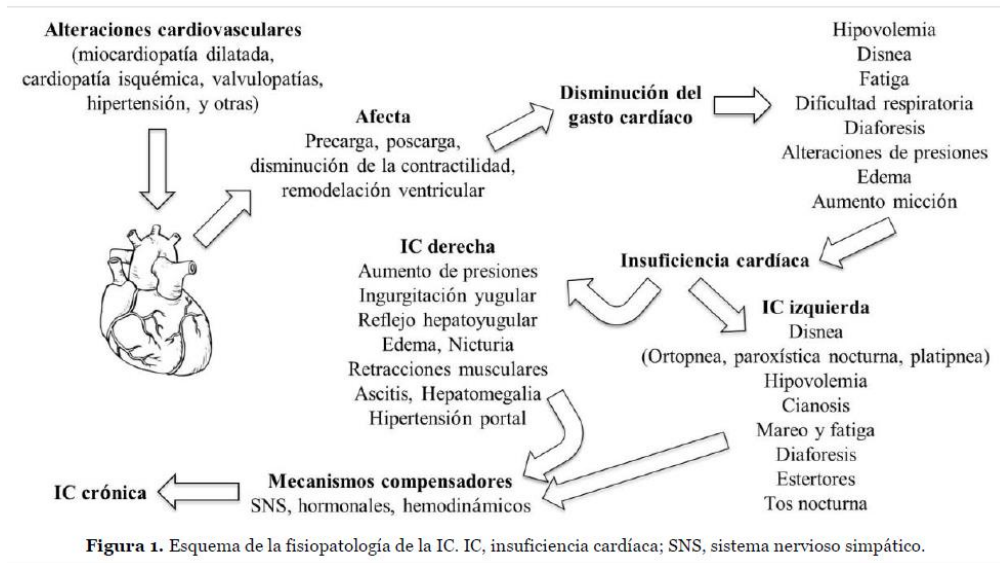 Alteraciones cardiovasculares
(miocardiopatía dilatada,
cardiopatía isquémica, valvulopatías,
hipertensión, y otras)
Afecta
Precarga, poscarga,
disminución de la contractilidad,
remodelación ventricular
Disminución del
gasto cardíaco
Hipovolemia
Disnea
Fatiga
Dificultad respiratoria
Diaforesis
Alteraciones de presiones
Edema
Aumento micción
Insuficiencia cardíaca
IC derecha
Aumento de presiones
Ingurgitación yugular
Reflejo hepatoyugular
Edema, Nicturia
Retracciones musculares
Ascitis, Hepatomegalia
Hipertensión portal
IC izquierda
Disnea
(Ortopnea, paroxística nocturna, platipnea)
Hipovolemia
Cianosis
Mareo y fatiga
Diaforesis
Estertores
Tos nocturna
Mecanismos compensadores
SNS, hormonales, hemodinámicos
IC crónica
Figura 1. Esquema de la fisiopatología de la IC. IC, insuficiencia cardíaca; SNS, sistema nervioso simpático.